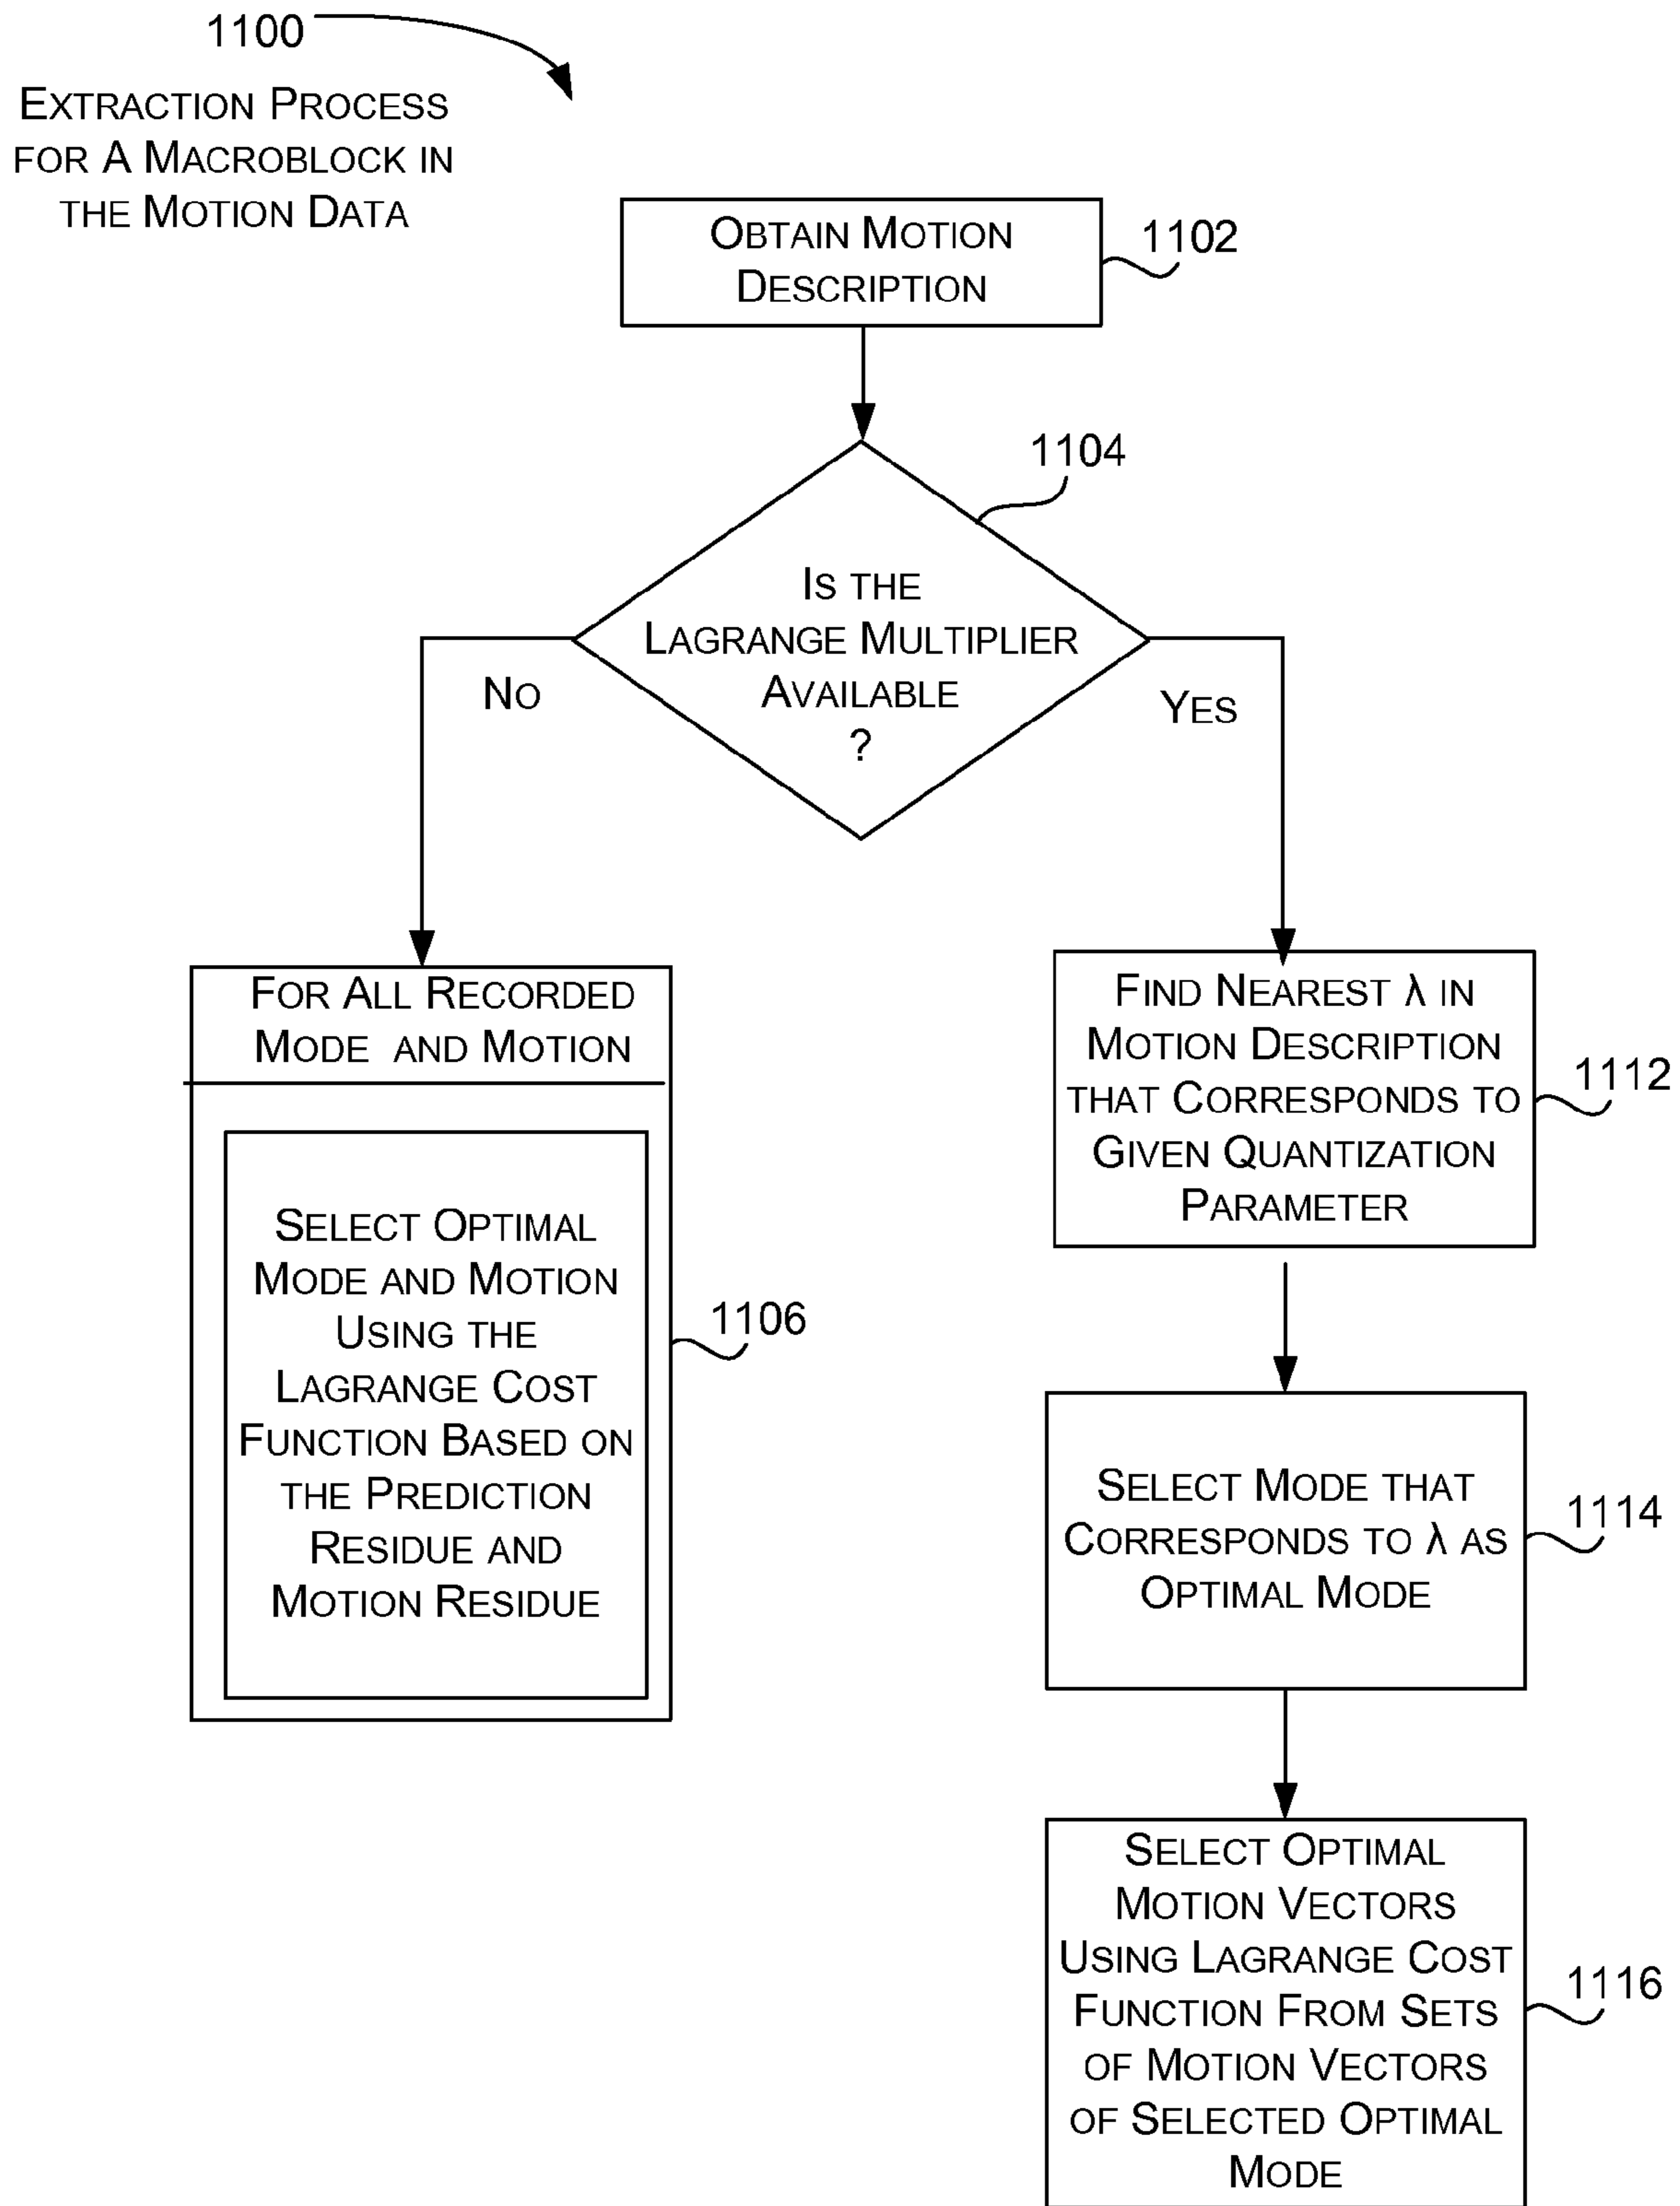 1100
EXTRACTION PROCESS
FOR A MACROBLOCK IN
THE MOTION DATA
OBTAIN MOTION
DESCRIPTION
1102
1104
IS THE
LAGRANGE MULTIPLIER
AVAILABLE
?
NO
YES
FOR ALL RECORDED
MODE AND MOTION
SELECT OPTIMAL
MODE AND MOTION
USING THE
LAGRANGE COST
FUNCTION BASED ON
THE PREDICTION
RESIDUE AND
MOTION RESIDUE
1106
FIND NEAREST λ IN
MOTION DESCRIPTION
THAT CORRESPONDS TO
GIVEN QUANTIZATION
PARAMETER
1112
SELECT MODE THAT
CORRESPONDS TO λ AS
OPTIMAL MODE
1114
SELECT OPTIMAL
MOTION VECTORS
USING LAGRANGE COST
FUNCTION FROM SETS
OF MOTION VECTORS
OF SELECTED OPTIMAL
MODE
1116